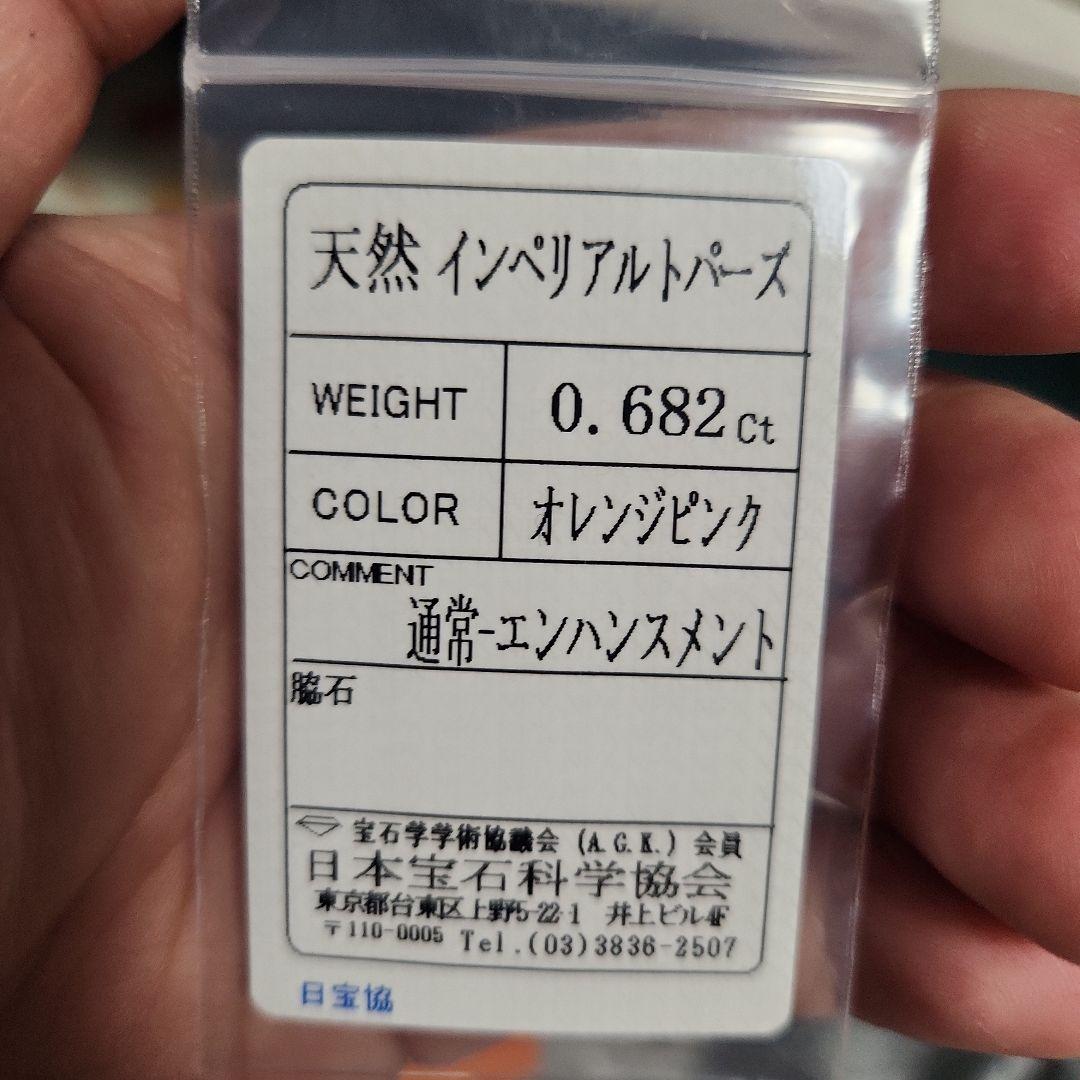 天然 インペリアルトパーズ
WEIGHT 0.682ct
COLOR オレンジピンク
COMMENT
通常-エンハンスメント
脇石
宝石学学術協議会 (A.G.K.) 会員
日本宝石科学協会
東京都台東区上野5-22-1 井上ビル4F
〒110-0005 Tel.(03)3836-2507
日宝協